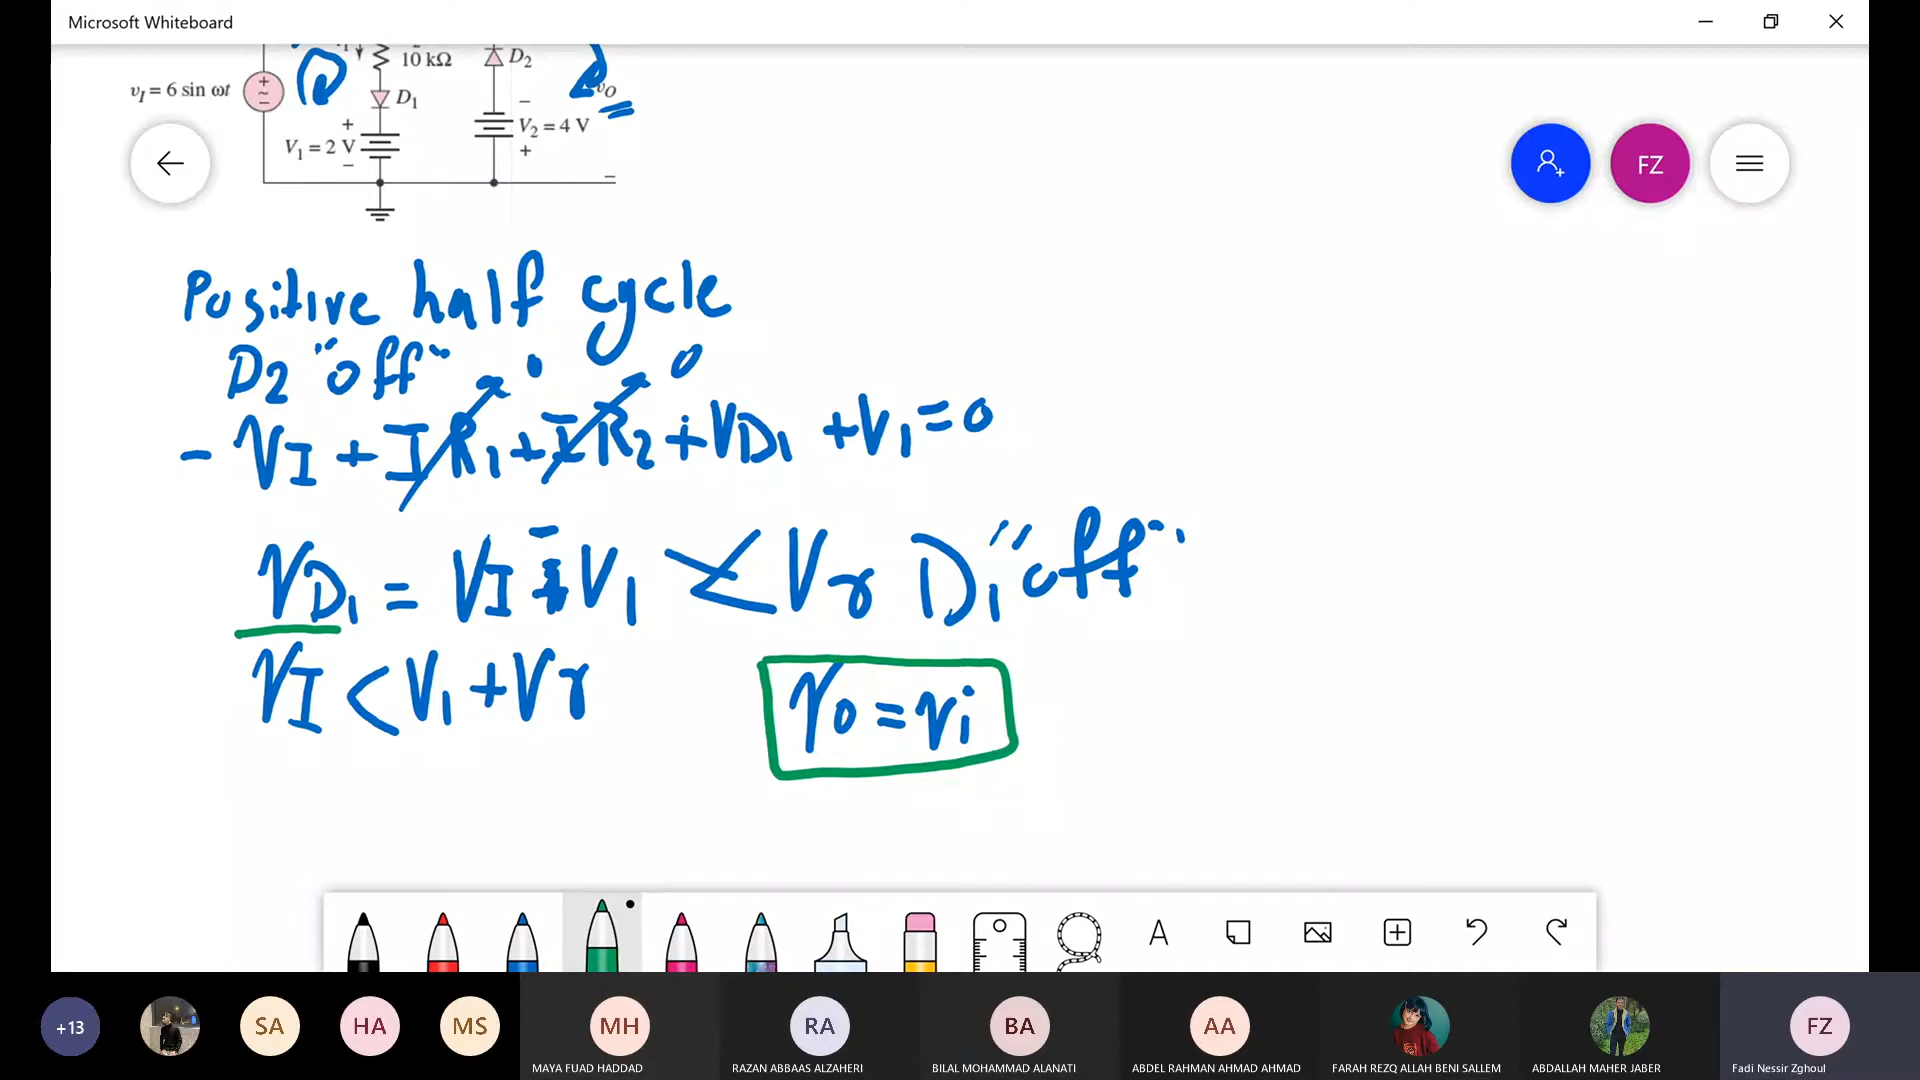 Microsoft Whiteboard
10 kΩ
D2
vI = 6 sin ωt
D1
vO
V1 = 2 V
V2 = 4 V
FZ
Positive half cycle
D2 "off"
0
- VI + IR1 + IR2 + VD1 + V1 = 0
VD1 = VI - V1 < Vγ D1 "off"
VI < V1 + Vγ
vo = vi
A
+13
SA
HA
MS
MH
RA
BA
AA
FZ
MAYA FUAD HADDAD
RAZAN ABBAAS ALZAHERI
BILAL MOHAMMAD ALANATI
ABDEL RAHMAN AHMAD AHMAD
FARAH REZQ ALLAH BENI SALLEM
ABDALLAH MAHER JABER
Fadi Nessir Zghoul